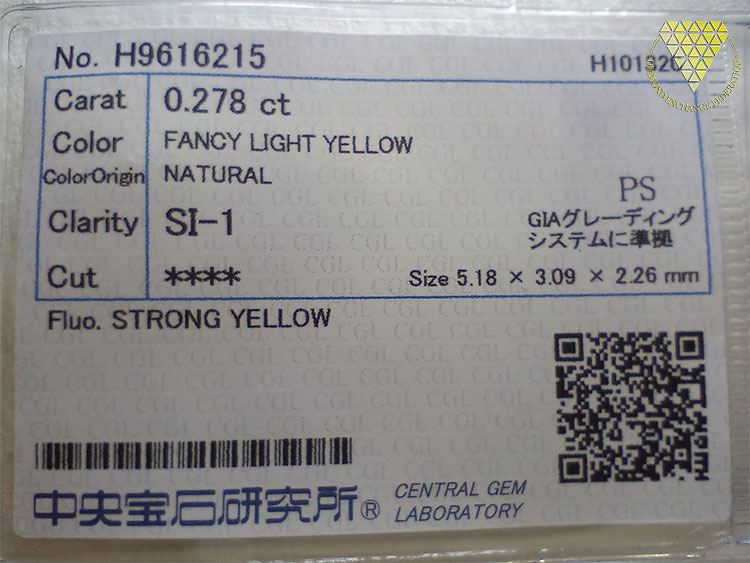 No. H9616215
Carat 0.278 ct
Color FANCY LIGHT YELLOW
ColorOrigin NATURAL
Clarity SI-1
PS
GIAグレーディング
システムに準拠
Cut **** Size 5.18 × 3.09 × 2.26 mm
Fluo. STRONG YELLOW
中央宝石研究所® CENTRAL GEM
LABORATORY